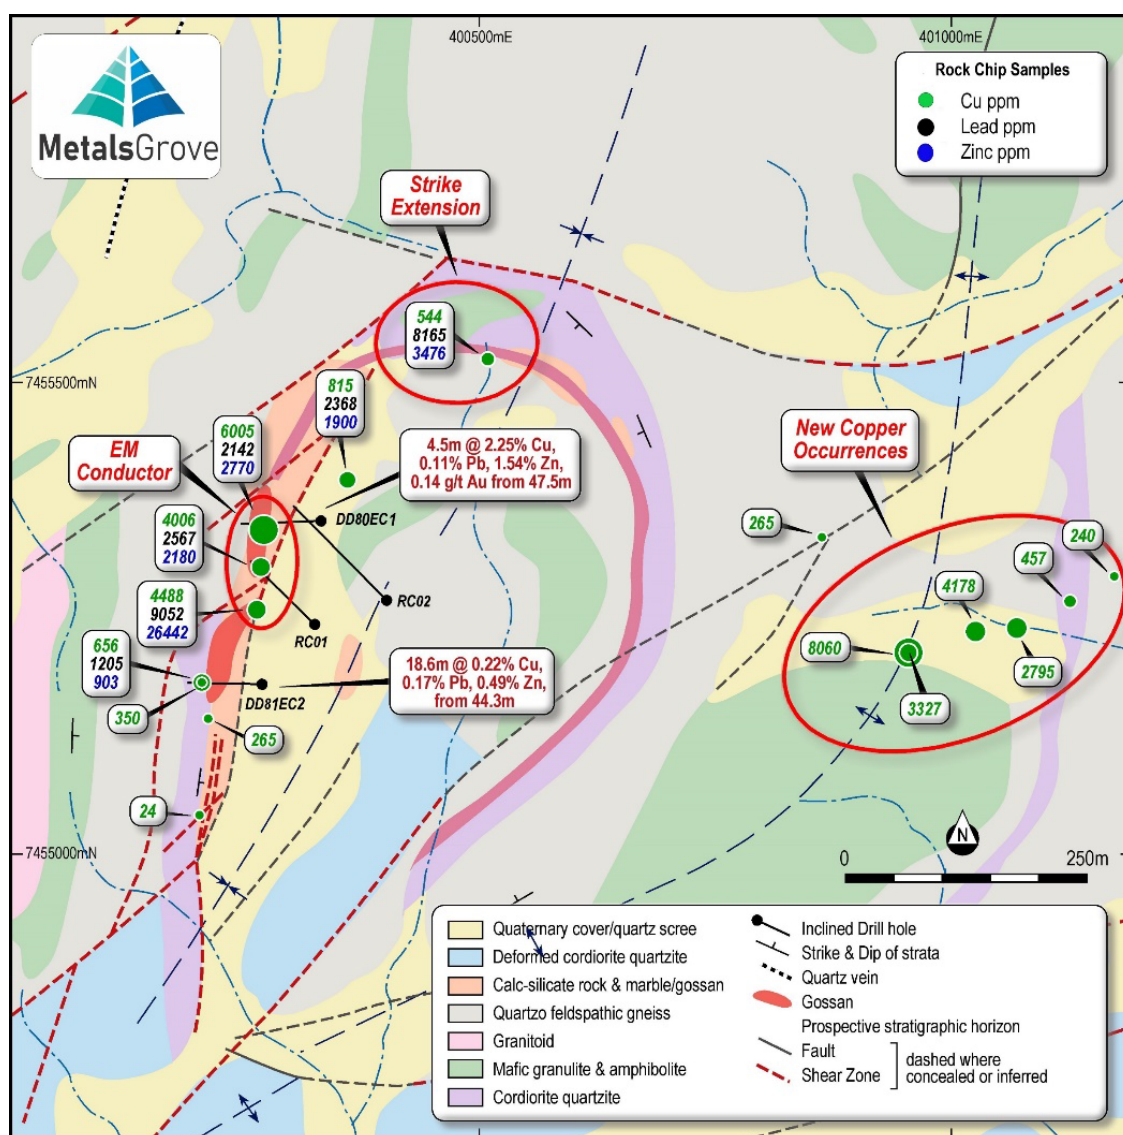 400500mE
401000mE
MetalsGrove
Rock Chip Samples
Cu ppm
Lead ppm
Zinc ppm
Strike
Extension
544
8165
3476
7455500mN
815
2368
1900
6005
2142
2770
EM
Conductor
4.5m @ 2.25% Cu,
0.11% Pb, 1.54% Zn,
0.14 g/t Au from 47.5m
New Copper
Occurrences
DD80EC1
265
240
4006
2567
2180
457
4178
4488
9052
26442
RC02
RC01
656
1205
903
8060
2795
18.6m @ 0.22% Cu,
0.17% Pb, 0.49% Zn,
from 44.3m
DD81EC2
350
3327
265
24
N
7455000mN
0
250m
Quaternary cover/quartz scree
Deformed cordiorite quartzite
Calc-silicate rock & marble/gossan
Quartzo feldspathic gneiss
Granitoid
Mafic granulite & amphibolite
Cordiorite quartzite
Inclined Drill hole
Strike & Dip of strata
Quartz vein
Gossan
Prospective stratigraphic horizon
Fault
Shear Zone
dashed where
concealed or inferred